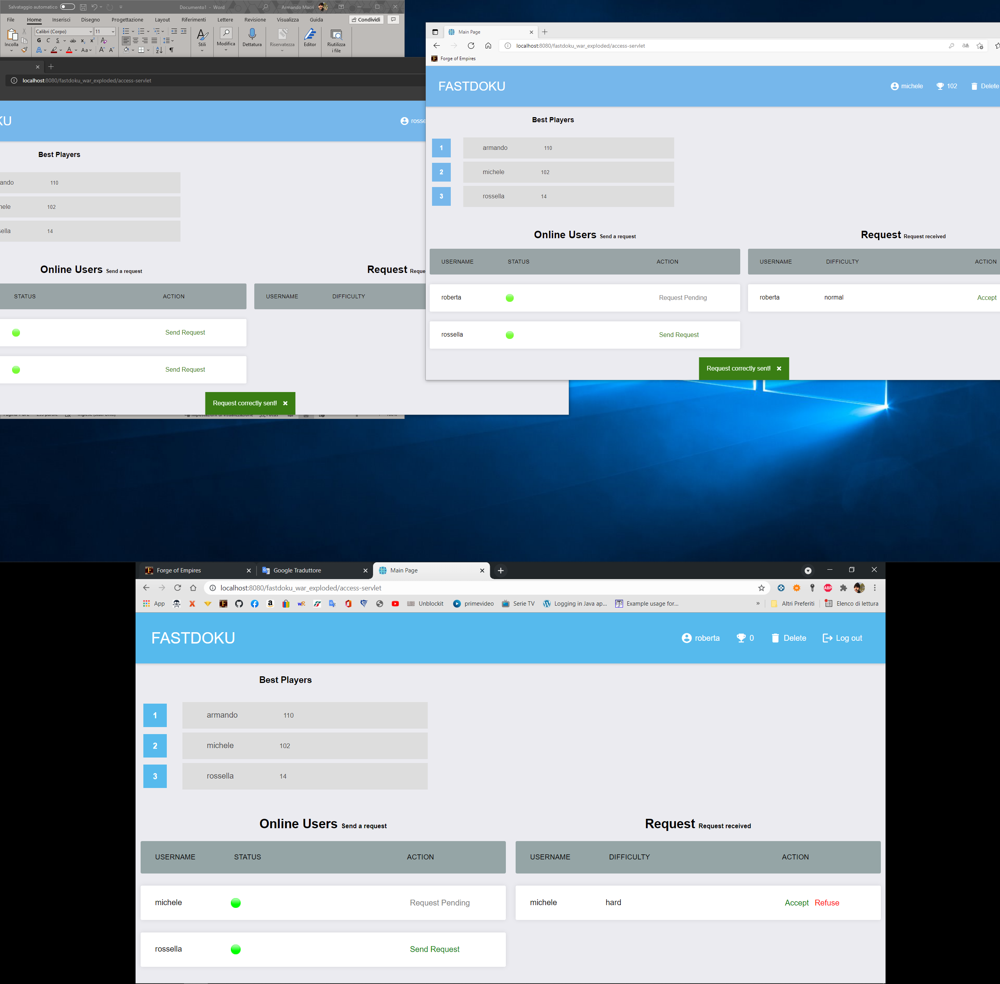 Salvataggio automatico
Documento1 - Word
Armando Macrì
File Home Inserisci Disegno Progettazione Layout Riferimenti Lettere Revisione Visualizza Guida
Condividi
Calibri (Corpo) 11
Incolla
G C S ab x₂ x²
A A Aa A A
Stili
Modifica
Dettatura
Riservatezza
Editor
Riutilizza
i file
localhost:8080/fastdoku_war_exploded/access-servlet
KU
rosse
Best Players
ando 110
hele 102
sella 14
Online Users Send a request
Request Reque
STATUS ACTION
USERNAME DIFFICULTY
Send Request
Send Request
Request correctly sent!
Main Page
localhost:8080/fastdoku_war_exploded/access-servlet
Forge of Empires
FASTDOKU
michele 102 Delete
Best Players
1 armando 110
2 michele 102
3 rossella 14
Online Users Send a request
Request Request received
USERNAME STATUS ACTION
USERNAME DIFFICULTY ACTION
roberta Request Pending
roberta normal Accept
rossella Send Request
Request correctly sent!
Forge of Empires
Google Traduttore
Main Page
localhost:8080/fastdoku_war_exploded/access-servlet
App
Unblockit
primevideo
Serie TV
Logging in Java ap...
Example usage for...
»
Altri Preferiti
Elenco di lettura
FASTDOKU
roberta 0 Delete Log out
Best Players
1 armando 110
2 michele 102
3 rossella 14
Online Users Send a request
Request Request received
USERNAME STATUS ACTION
USERNAME DIFFICULTY ACTION
michele Request Pending
michele hard Accept Refuse
rossella Send Request